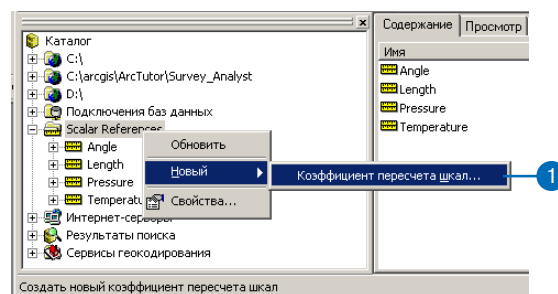 Каталог
C:\
C:\arcgis\ArcTutor\Survey_Analyst
D:\
Подключения баз данных
Scalar References
Angle
Length
Pressure
Temperatu
Интернет-серверы
Результаты поиска
Сервисы геокодирования
Обновить
Новый
Свойства...
Коэффициент пересчета шкал...
1
Содержание Просмотр
Имя
Angle
Length
Pressure
Temperature
Создать новый коэффициент пересчета шкал